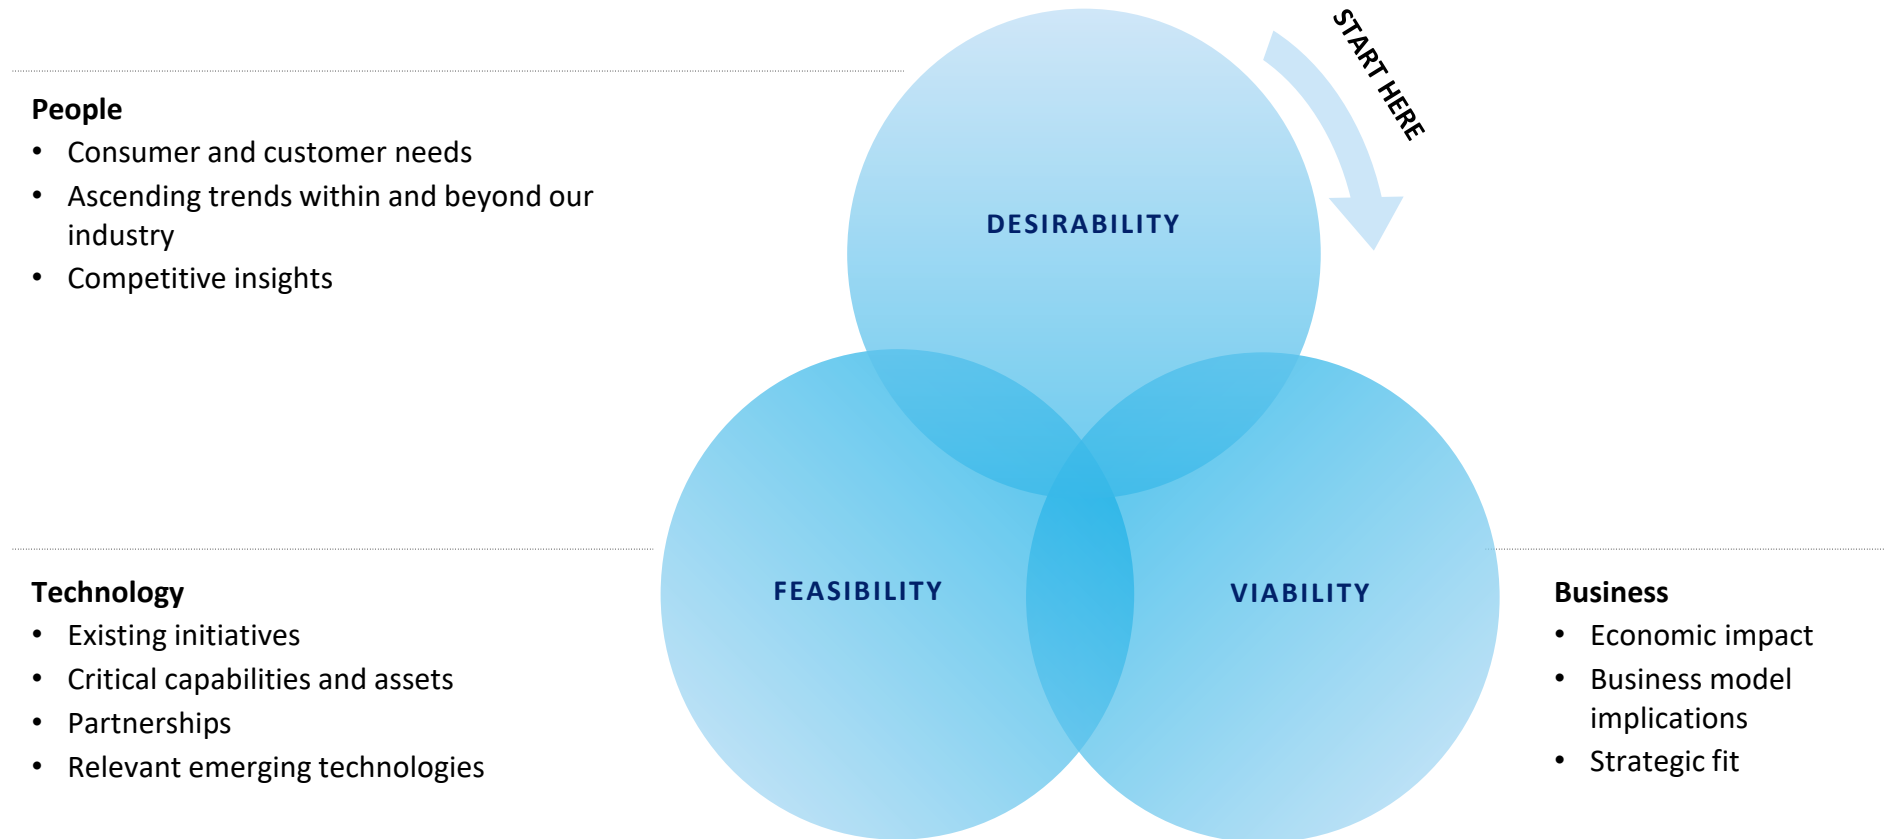 START HERE
People
• Consumer and customer needs
• Ascending trends within and beyond our
industry
• Competitive insights
DESIRABILITY
FEASIBILITY
VIABILITY
Technology
• Existing initiatives
• Critical capabilities and assets
• Partnerships
• Relevant emerging technologies
Business
• Economic impact
• Business model
implications
• Strategic fit